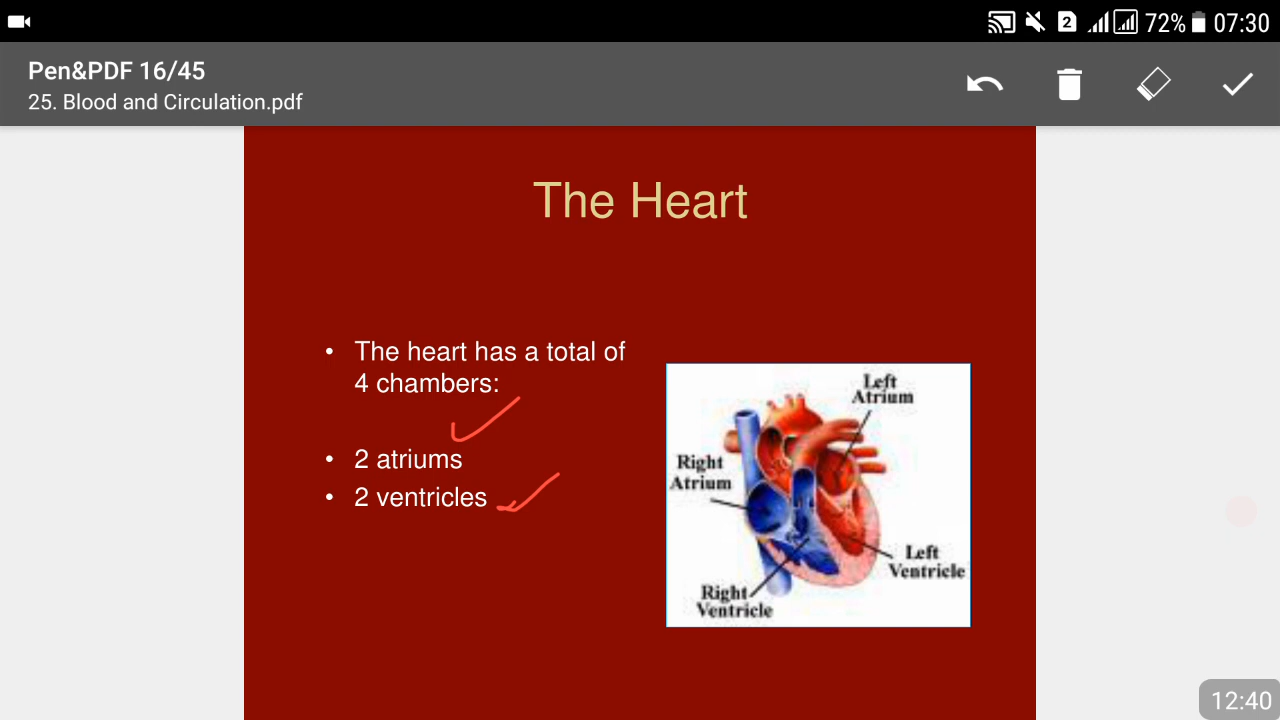 2 72% 07:30
Pen&PDF 16/45
25. Blood and Circulation.pdf
The Heart
• The heart has a total of
4 chambers:
• 2 atriums
• 2 ventricles
Left
Atrium
Right
Atrium
Left
Ventricle
Right
Ventricle
12:40